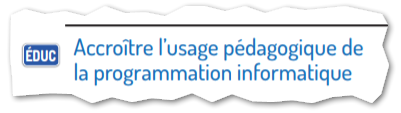 ÉDUC
Accroître l'usage pédagogique de
la programmation informatique